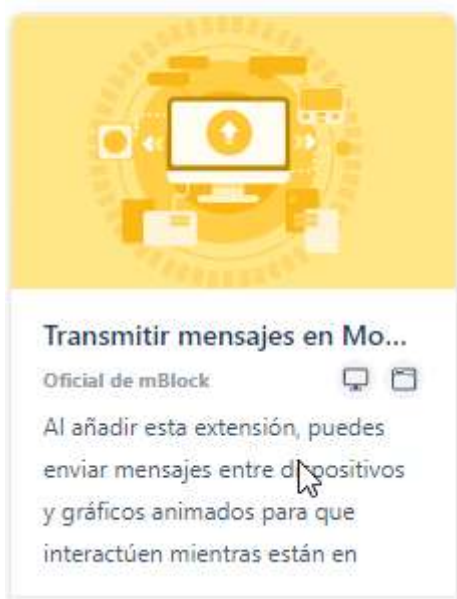 Transmitir mensajes en Mo...
Oficial de mBlock
Al añadir esta extensión, puedes
enviar mensajes entre dispositivos
y gráficos animados para que
interactúen mientras están en